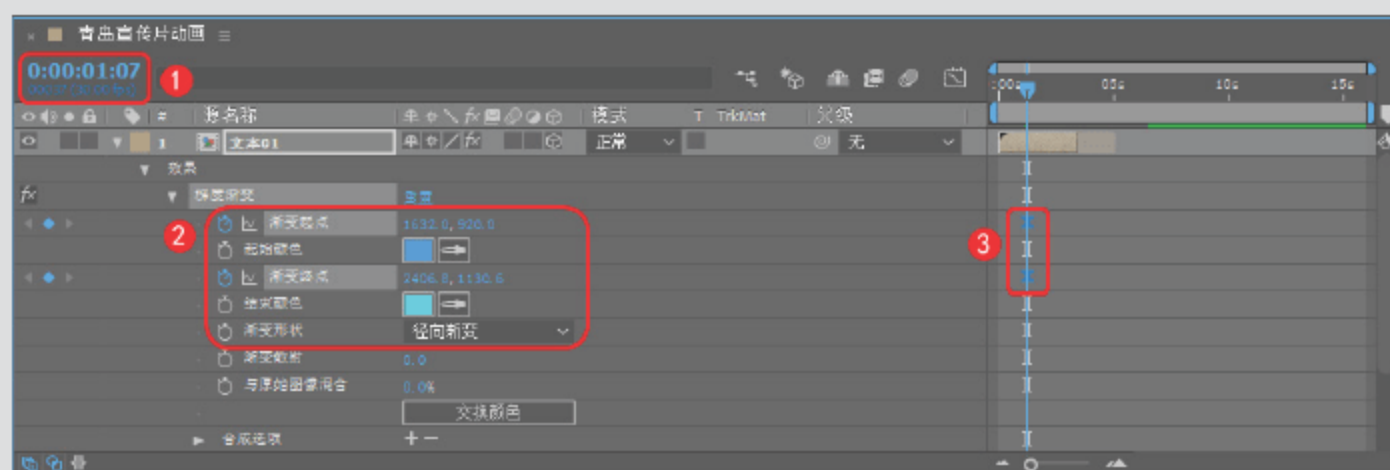 青岛宣传片动画
0:00:01:07
1
:00s 05s 10s 15s
# 源名称 模式 T TrkMat 父级
1 文本01 正常 无
效果
fx 梯度渐变 重置
2 渐变起点 1632.0, 920.0
3
起始颜色
渐变终点 2406.8, 1130.6
结束颜色
渐变形状 径向渐变
渐变散射 0.0
与原始图像混合 0.0%
交换颜色
合成选项 +-